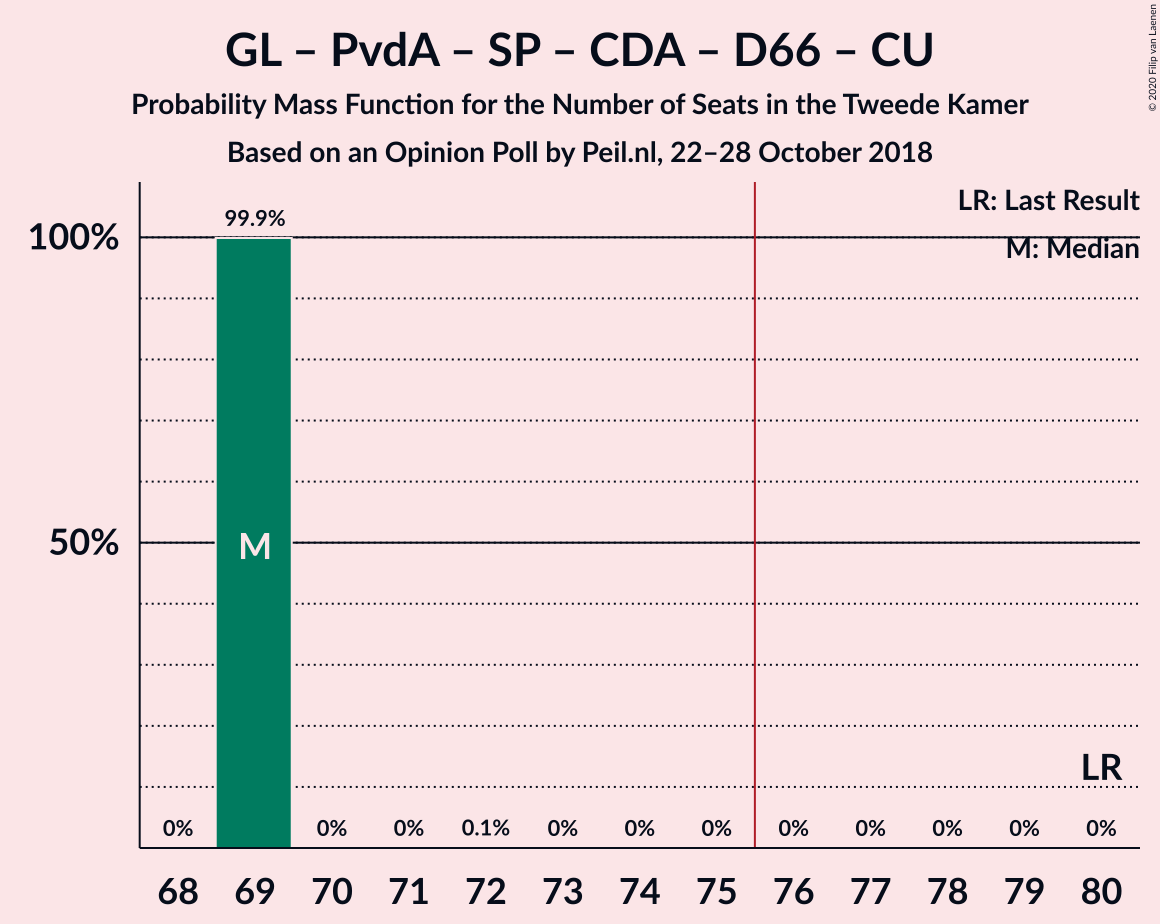 GL – PvdA – SP – CDA – D66 – CU
Probability Mass Function for the Number of Seats in the Tweede Kamer
Based on an Opinion Poll by Peil.nl, 22–28 October 2018
© 2020 Filip van Laenen
LR: Last Result
M: Median
100%
50%
99.9%
M
LR
0% 0% 0% 0.1% 0% 0% 0% 0% 0% 0% 0% 0%
68 69 70 71 72 73 74 75 76 77 78 79 80